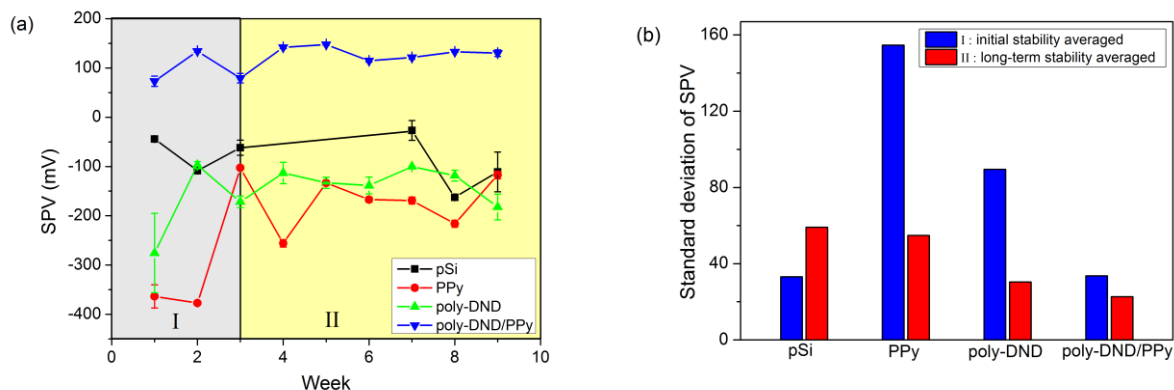 (a)
200
100
0
-100
-200
-300
-400
SPV (mV)
I
II
pSi
PPy
poly-DND
poly-DND/PPy
0 2 4 6 8 10
Week
(b)
160
120
80
40
0
Standard deviation of SPV
I : initial stability averaged
II : long-term stability averaged
pSi PPy poly-DND poly-DND/PPy